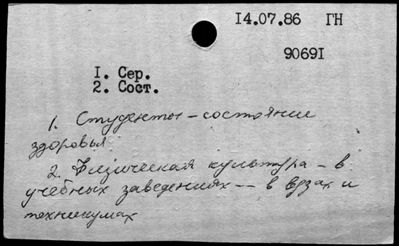 14.07.86 ГН
90691
I. Сер.
2. Сост.
1. Студенты - состояние
здоровья
2. Физическая культура - в
учебных заведениях -- в вузах и
техникумах